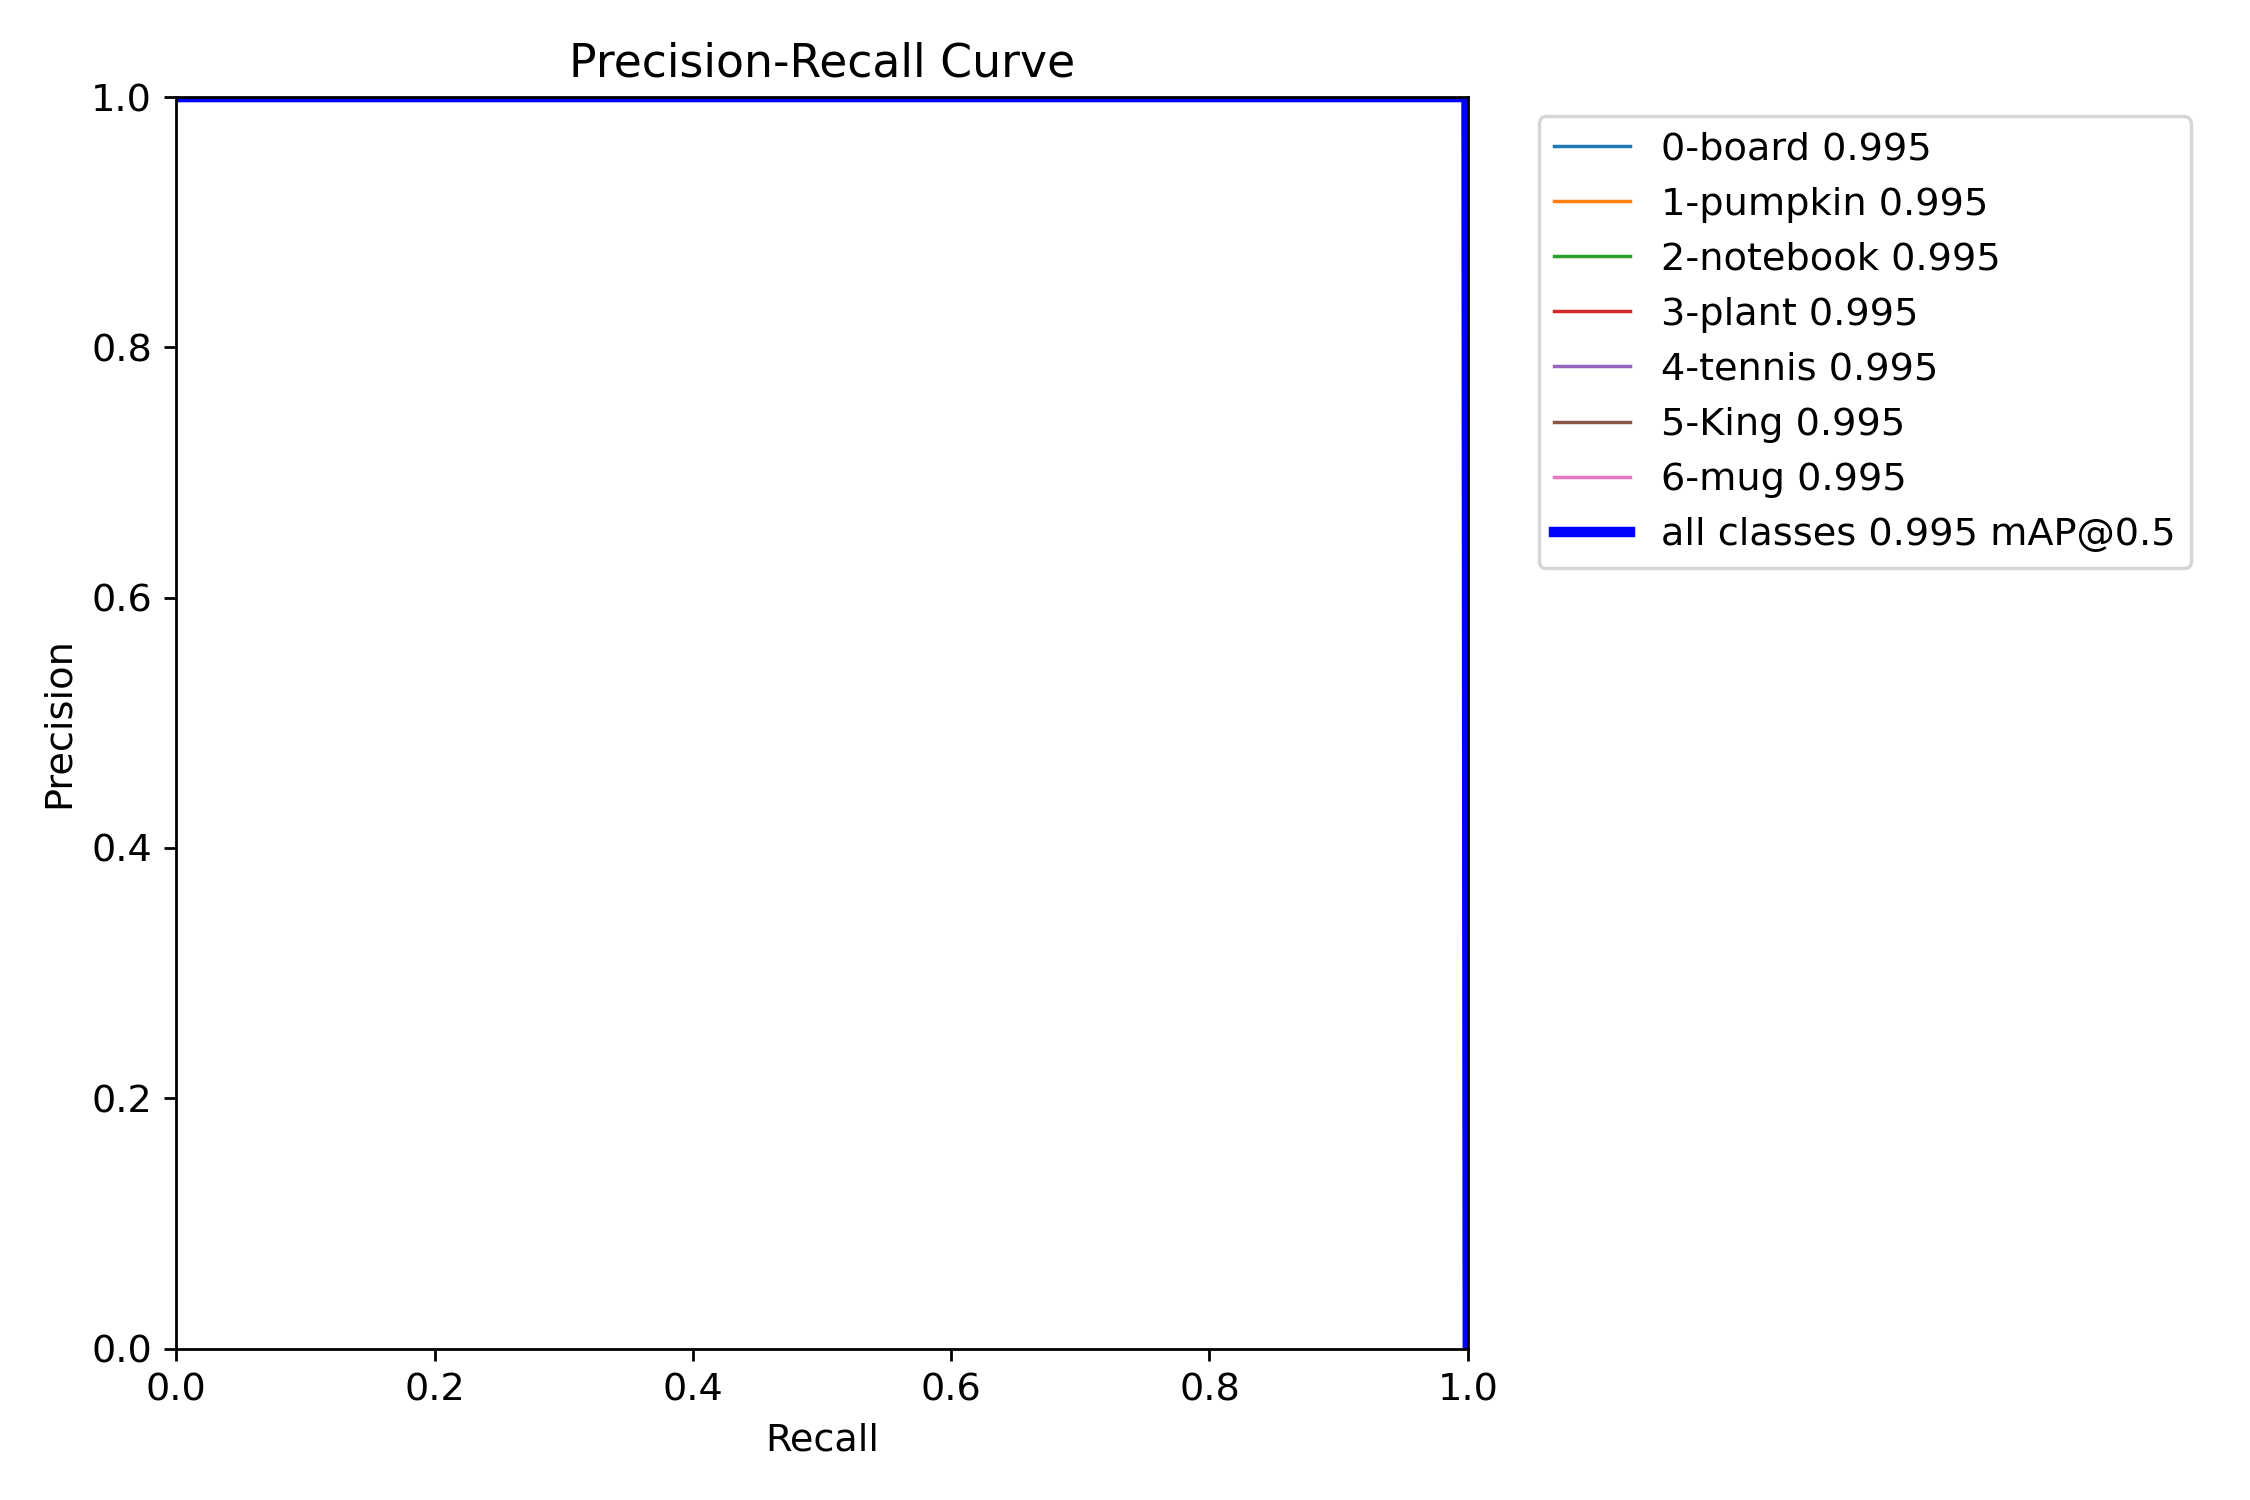 Precision-Recall Curve
1.0
0.8
0.6
0.4
0.2
0.0
Precision
0.0 0.2 0.4 0.6 0.8 1.0
Recall
0-board 0.995
1-pumpkin 0.995
2-notebook 0.995
3-plant 0.995
4-tennis 0.995
5-King 0.995
6-mug 0.995
all classes 0.995 mAP@0.5